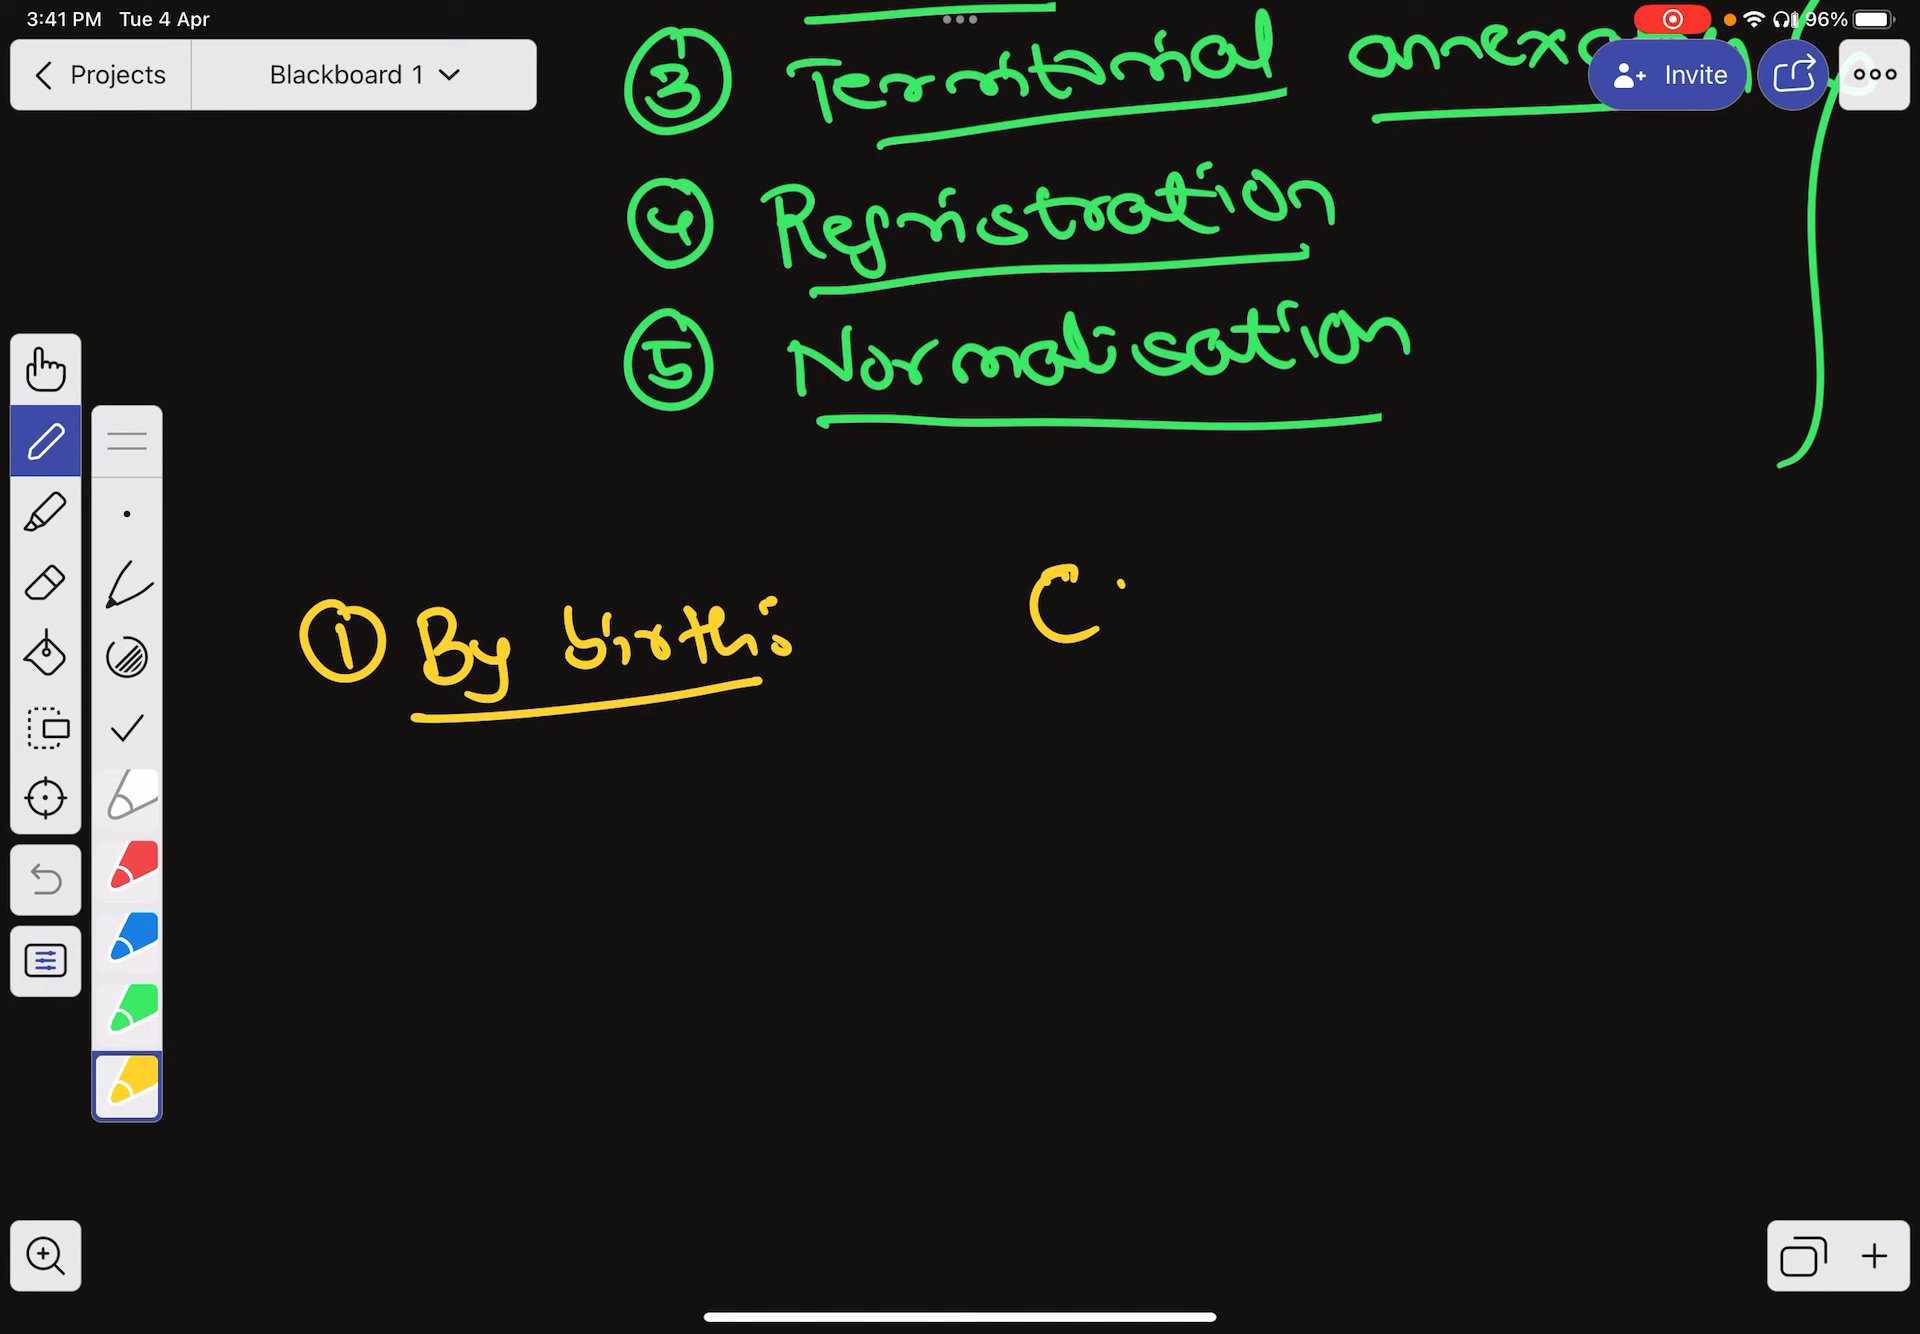 3:41 PM Tue 4 Apr
96%
Projects
Blackboard 1
Invite
3 Territorial
4 Registration
5 Normalisation
1 By birth:
C